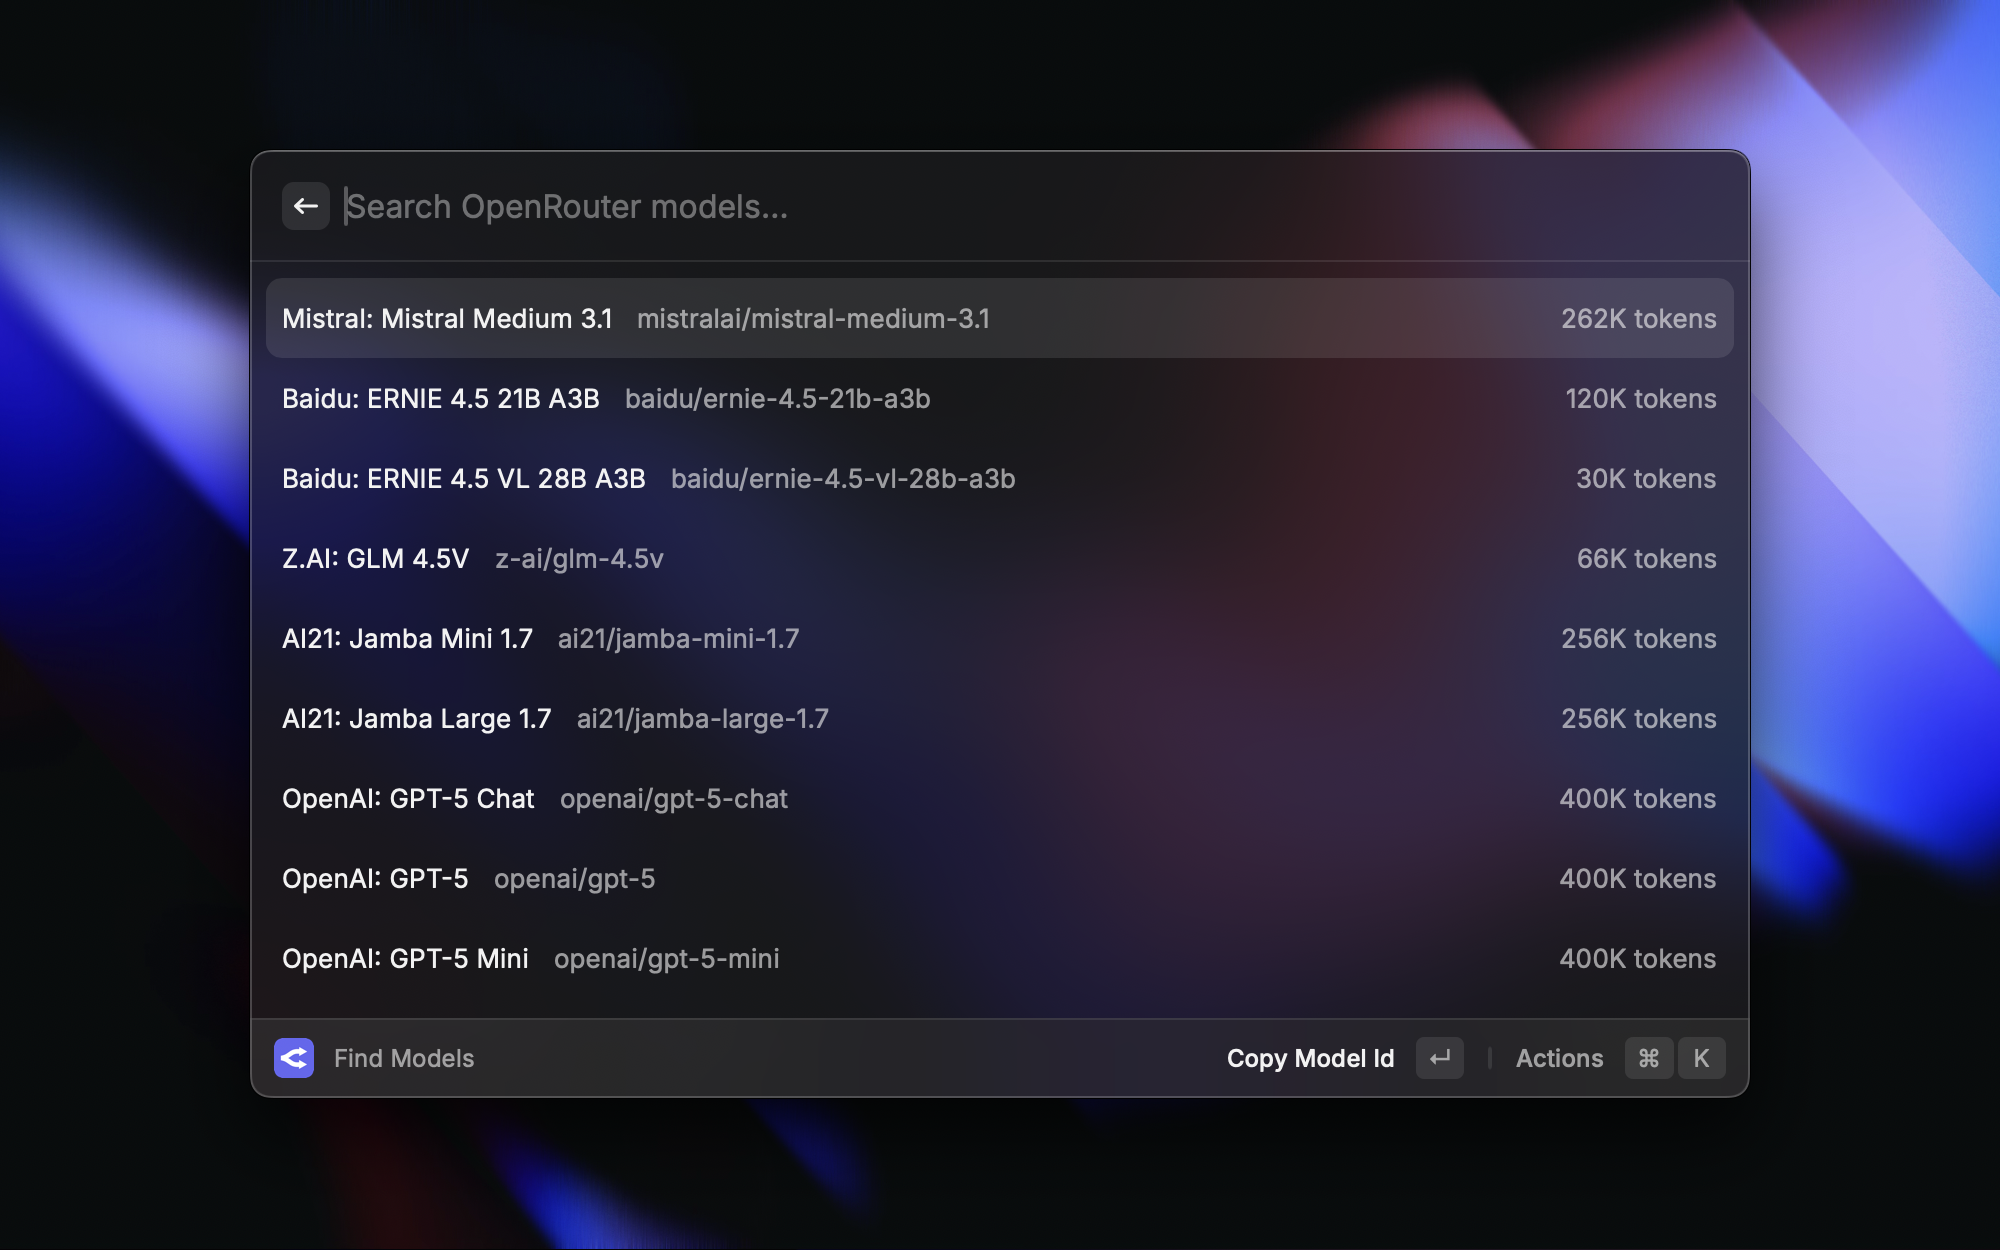 Search OpenRouter models...
Mistral: Mistral Medium 3.1 mistralai/mistral-medium-3.1 262K tokens
Baidu: ERNIE 4.5 21B A3B baidu/ernie-4.5-21b-a3b 120K tokens
Baidu: ERNIE 4.5 VL 28B A3B baidu/ernie-4.5-vl-28b-a3b 30K tokens
Z.AI: GLM 4.5V z-ai/glm-4.5v 66K tokens
AI21: Jamba Mini 1.7 ai21/jamba-mini-1.7 256K tokens
AI21: Jamba Large 1.7 ai21/jamba-large-1.7 256K tokens
OpenAI: GPT-5 Chat openai/gpt-5-chat 400K tokens
OpenAI: GPT-5 openai/gpt-5 400K tokens
OpenAI: GPT-5 Mini openai/gpt-5-mini 400K tokens
Find Models Copy Model Id ↵ Actions ⌘ K